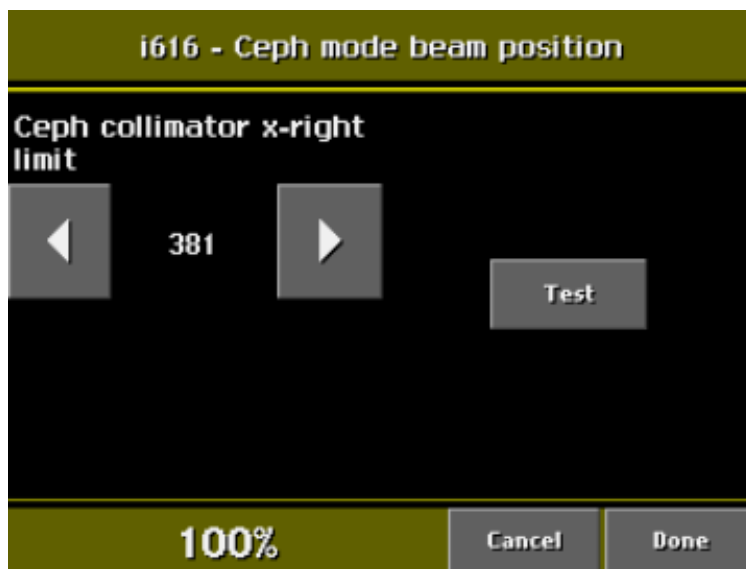 i616 - Ceph mode beam position
Ceph collimator x-right
limit
381
Test
100%
Cancel
Done